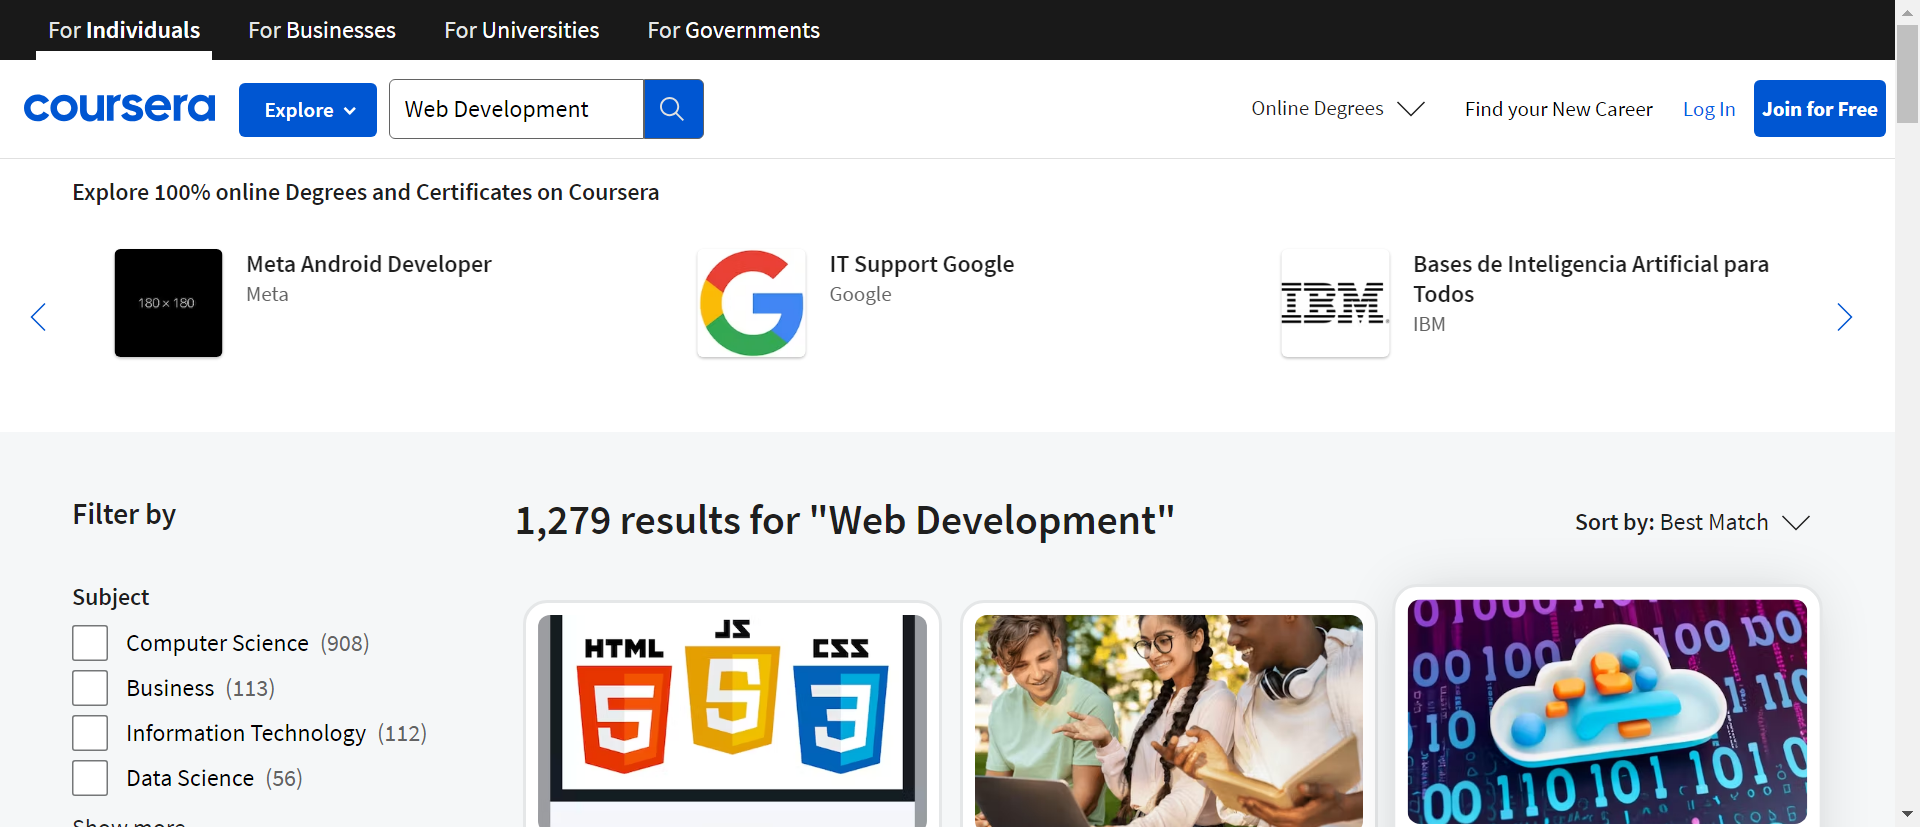 For Individuals
For Businesses
For Universities
For Governments
coursera
Explore
Web Development
Online Degrees
Find your New Career
Log In
Join for Free
Explore 100% online Degrees and Certificates on Coursera
180 × 180
Meta Android Developer
Meta
IT Support Google
Google
IBM
Bases de Inteligencia Artificial para
Todos
IBM
Filter by
1,279 results for "Web Development"
Sort by: Best Match
Subject
Computer Science (908)
Business (113)
Information Technology (112)
Data Science (56)
Show more
HTML
JS
CSS
5
5
3